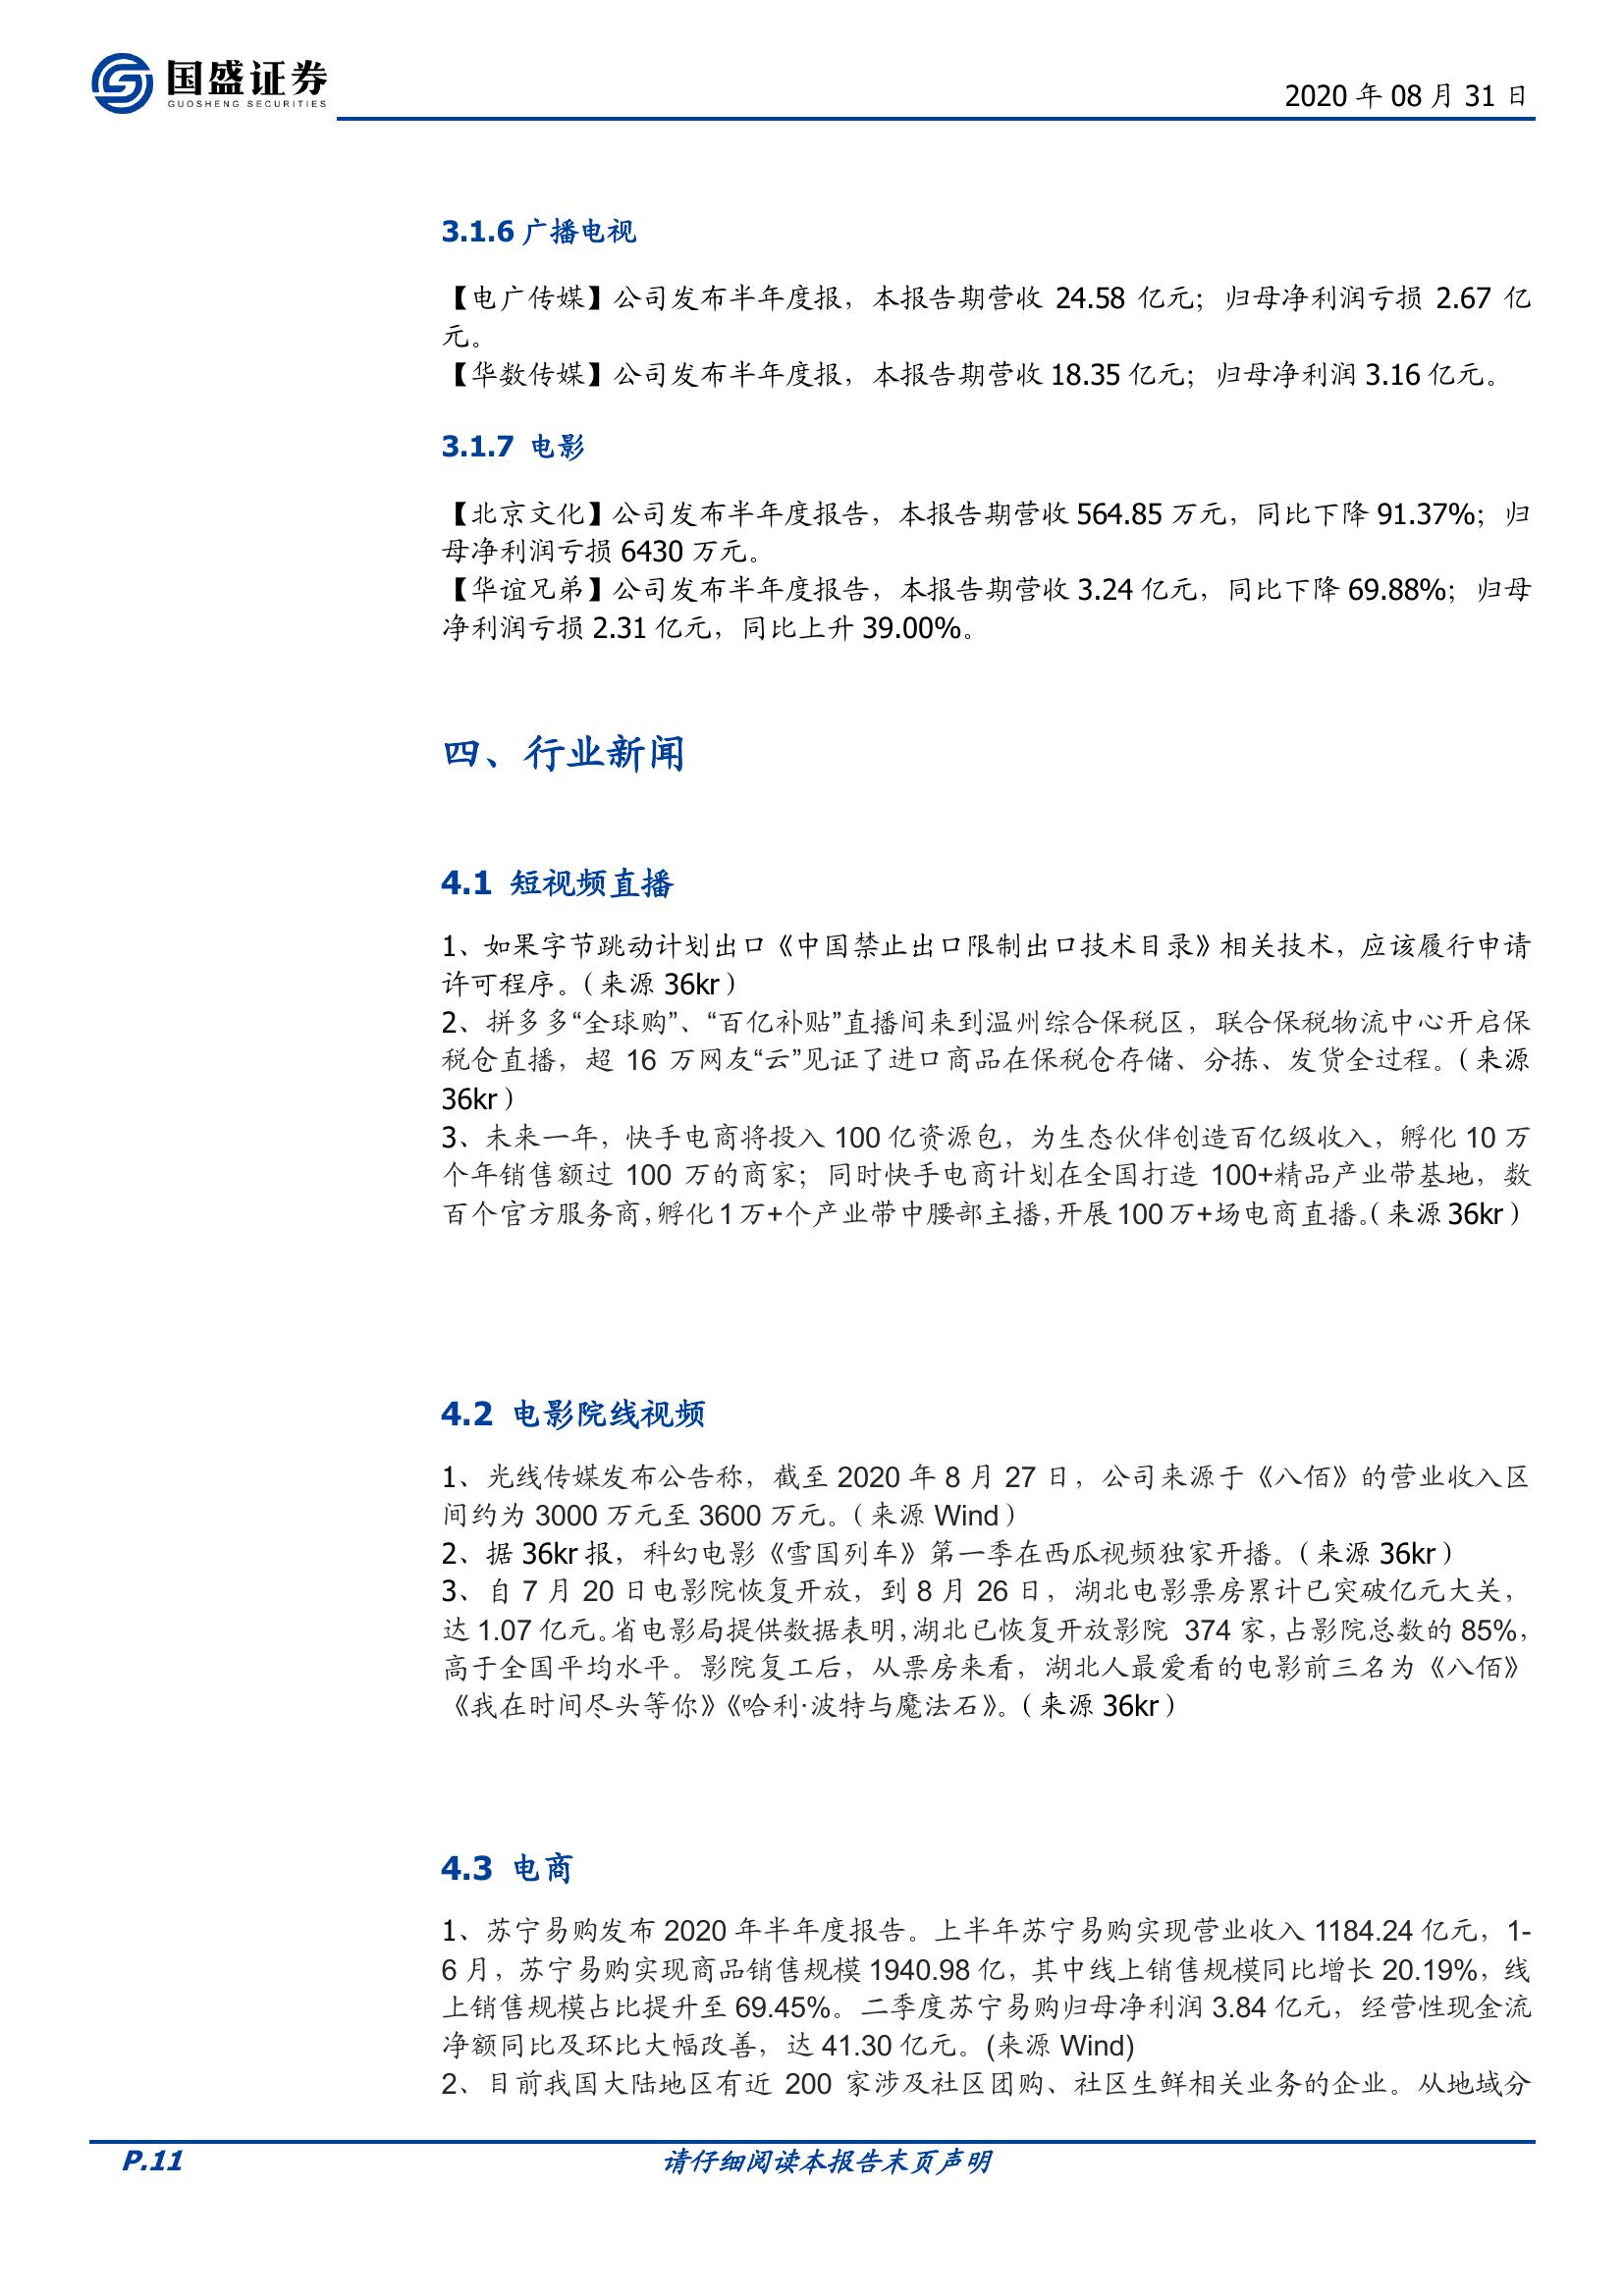 国盛证券
GUOSHENG SECURITIES
2020 年 08 月 31 日
3.1.6 广播电视
【电广传媒】公司发布半年度报，本报告期营收 24.58 亿元；归母净利润亏损 2.67 亿
元。
【华数传媒】公司发布半年度报，本报告期营收 18.35 亿元；归母净利润 3.16 亿元。
3.1.7 电影
【北京文化】公司发布半年度报告，本报告期营收 564.85 万元，同比下降 91.37%；归
母净利润亏损 6430 万元。
【华谊兄弟】公司发布半年度报告，本报告期营收 3.24 亿元，同比下降 69.88%；归母
净利润亏损 2.31 亿元，同比上升 39.00%。
四、行业新闻
4.1 短视频直播
1、如果字节跳动计划出口《中国禁止出口限制出口技术目录》相关技术，应该履行申请
许可程序。（来源 36kr）
2、拼多多“全球购”、“百亿补贴”直播间来到温州综合保税区，联合保税物流中心开启保
税仓直播，超 16 万网友“云”见证了进口商品在保税仓存储、分拣、发货全过程。（来源
36kr）
3、未来一年，快手电商将投入 100 亿资源包，为生态伙伴创造百亿级收入，孵化 10 万
个年销售额过 100 万的商家；同时快手电商计划在全国打造 100+精品产业带基地，数
百个官方服务商，孵化 1 万+个产业带中腰部主播，开展 100 万+场电商直播。（来源 36kr）
4.2 电影院线视频
1、光线传媒发布公告称，截至 2020 年 8 月 27 日，公司来源于《八佰》的营业收入区
间约为 3000 万元至 3600 万元。（来源 Wind）
2、据 36kr 报，科幻电影《雪国列车》第一季在西瓜视频独家开播。（来源 36kr）
3、自 7 月 20 日电影院恢复开放，到 8 月 26 日，湖北电影票房累计已突破亿元大关，
达 1.07 亿元。省电影局提供数据表明，湖北已恢复开放影院 374 家，占影院总数的 85%，
高于全国平均水平。影院复工后，从票房来看，湖北人最爱看的电影前三名为《八佰》
《我在时间尽头等你》《哈利·波特与魔法石》。（来源 36kr）
4.3 电商
1、苏宁易购发布 2020 年半年度报告。上半年苏宁易购实现营业收入 1184.24 亿元，1-
6 月，苏宁易购实现商品销售规模 1940.98 亿，其中线上销售规模同比增长 20.19%，线
上销售规模占比提升至 69.45%。二季度苏宁易购归母净利润 3.84 亿元，经营性现金流
净额同比及环比大幅改善，达 41.30 亿元。(来源 Wind)
2、目前我国大陆地区有近 200 家涉及社区团购、社区生鲜相关业务的企业。从地域分
P.11
请仔细阅读本报告末页声明